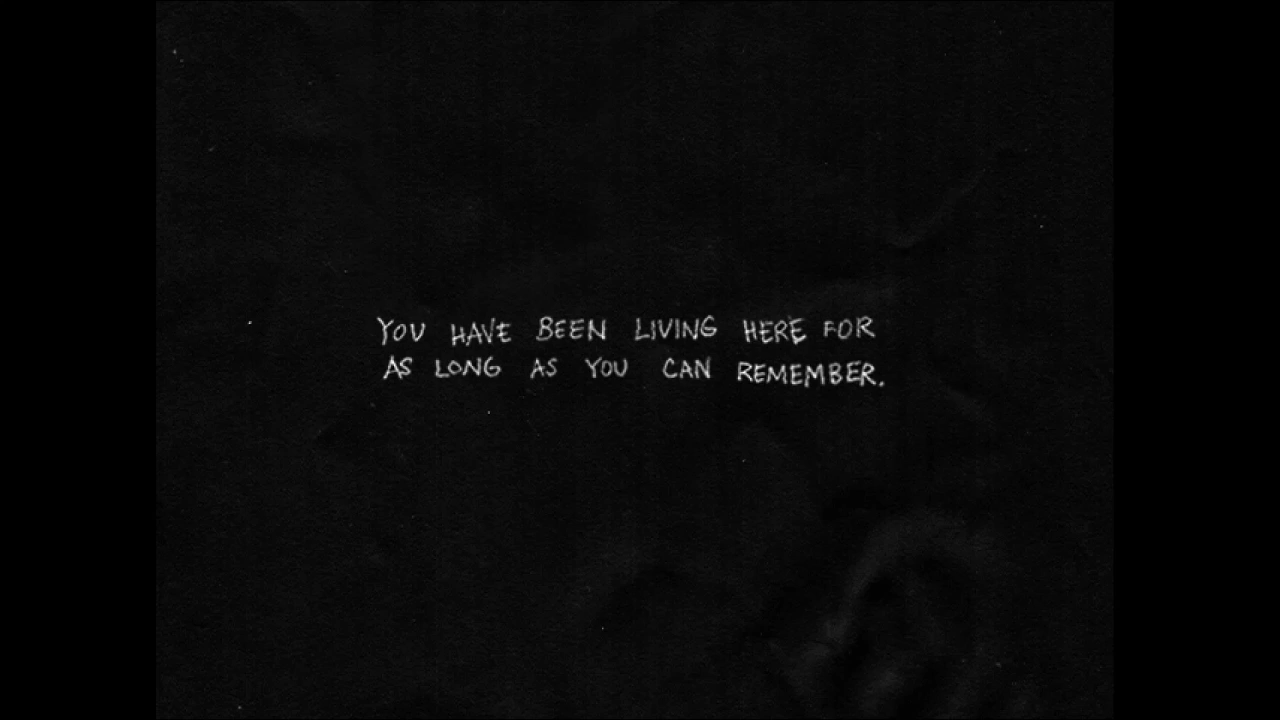 YOU HAVE BEEN LIVING HERE FOR
AS LONG AS YOU CAN REMEMBER.